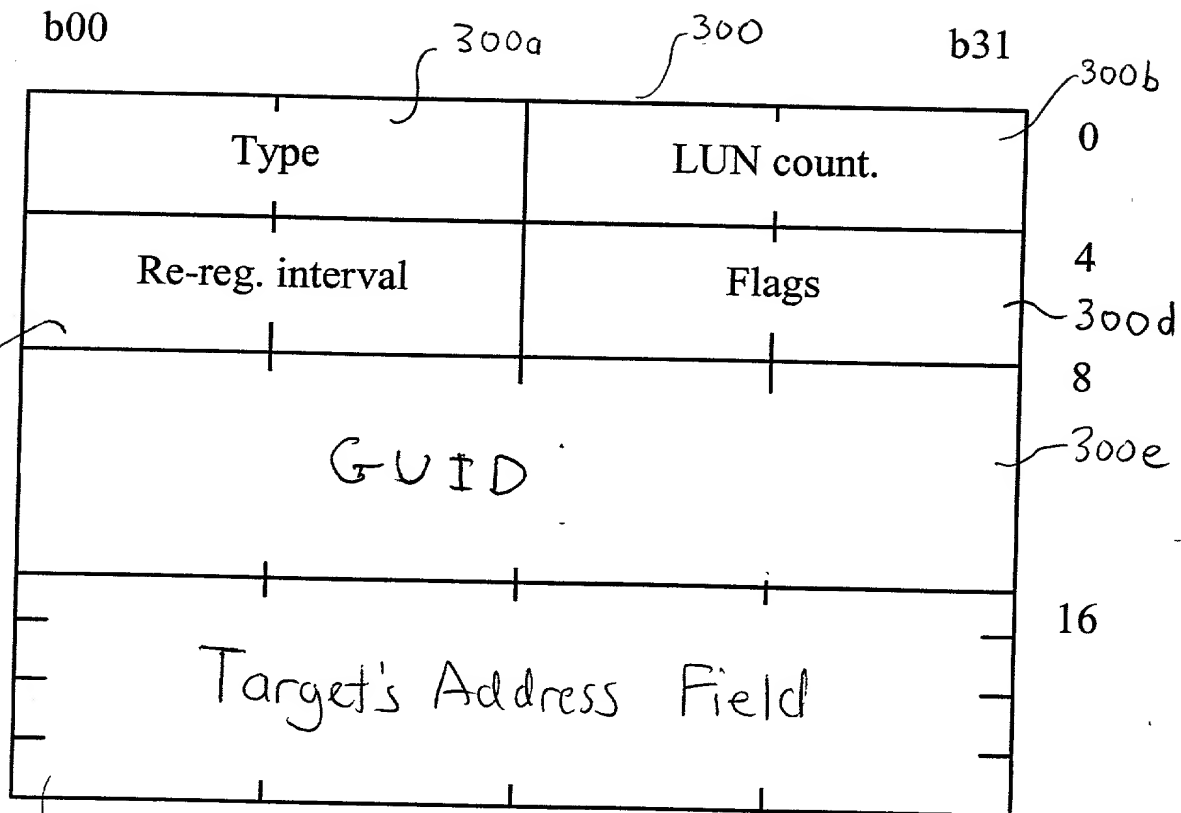 b00 300a 300 b31
300b
Type LUN count. 0
Re-reg. interval Flags 4
300d
8
GUID 300e
16
Target's Address Field